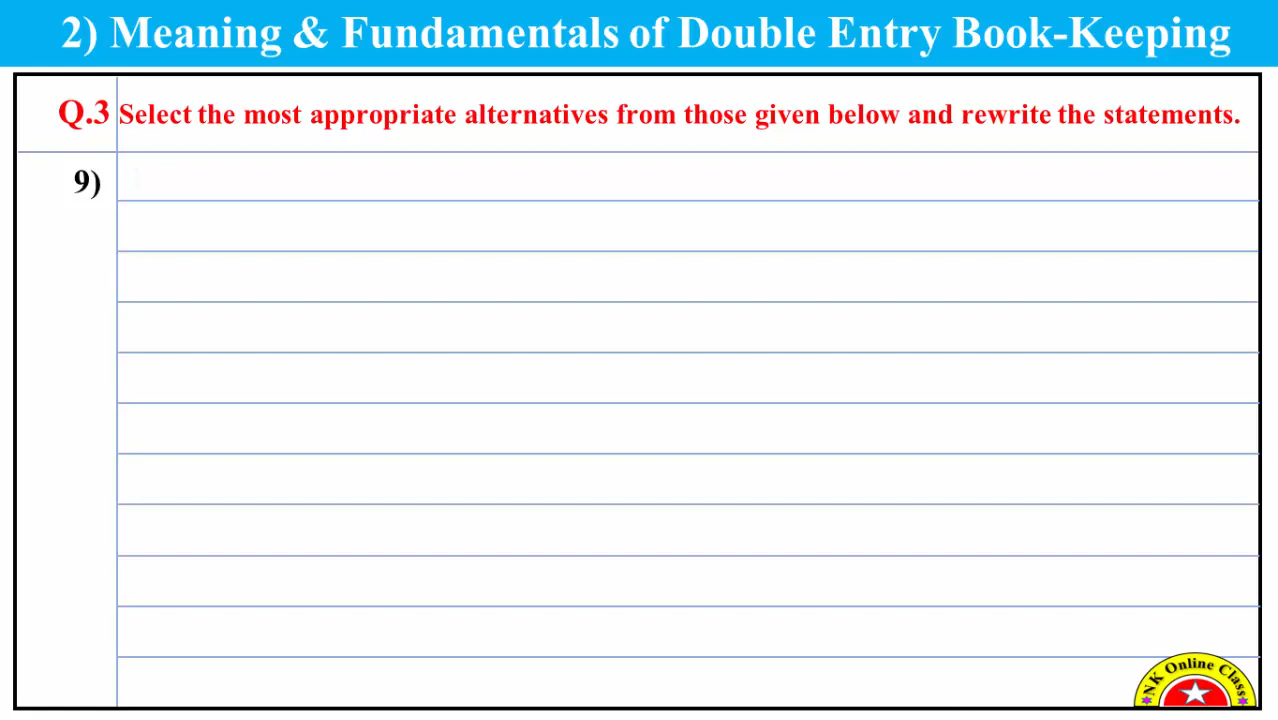 2) Meaning & Fundamentals of Double Entry Book-Keeping
Q.3 Select the most appropriate alternatives from those given below and rewrite the statements.
9)
NK Online Class